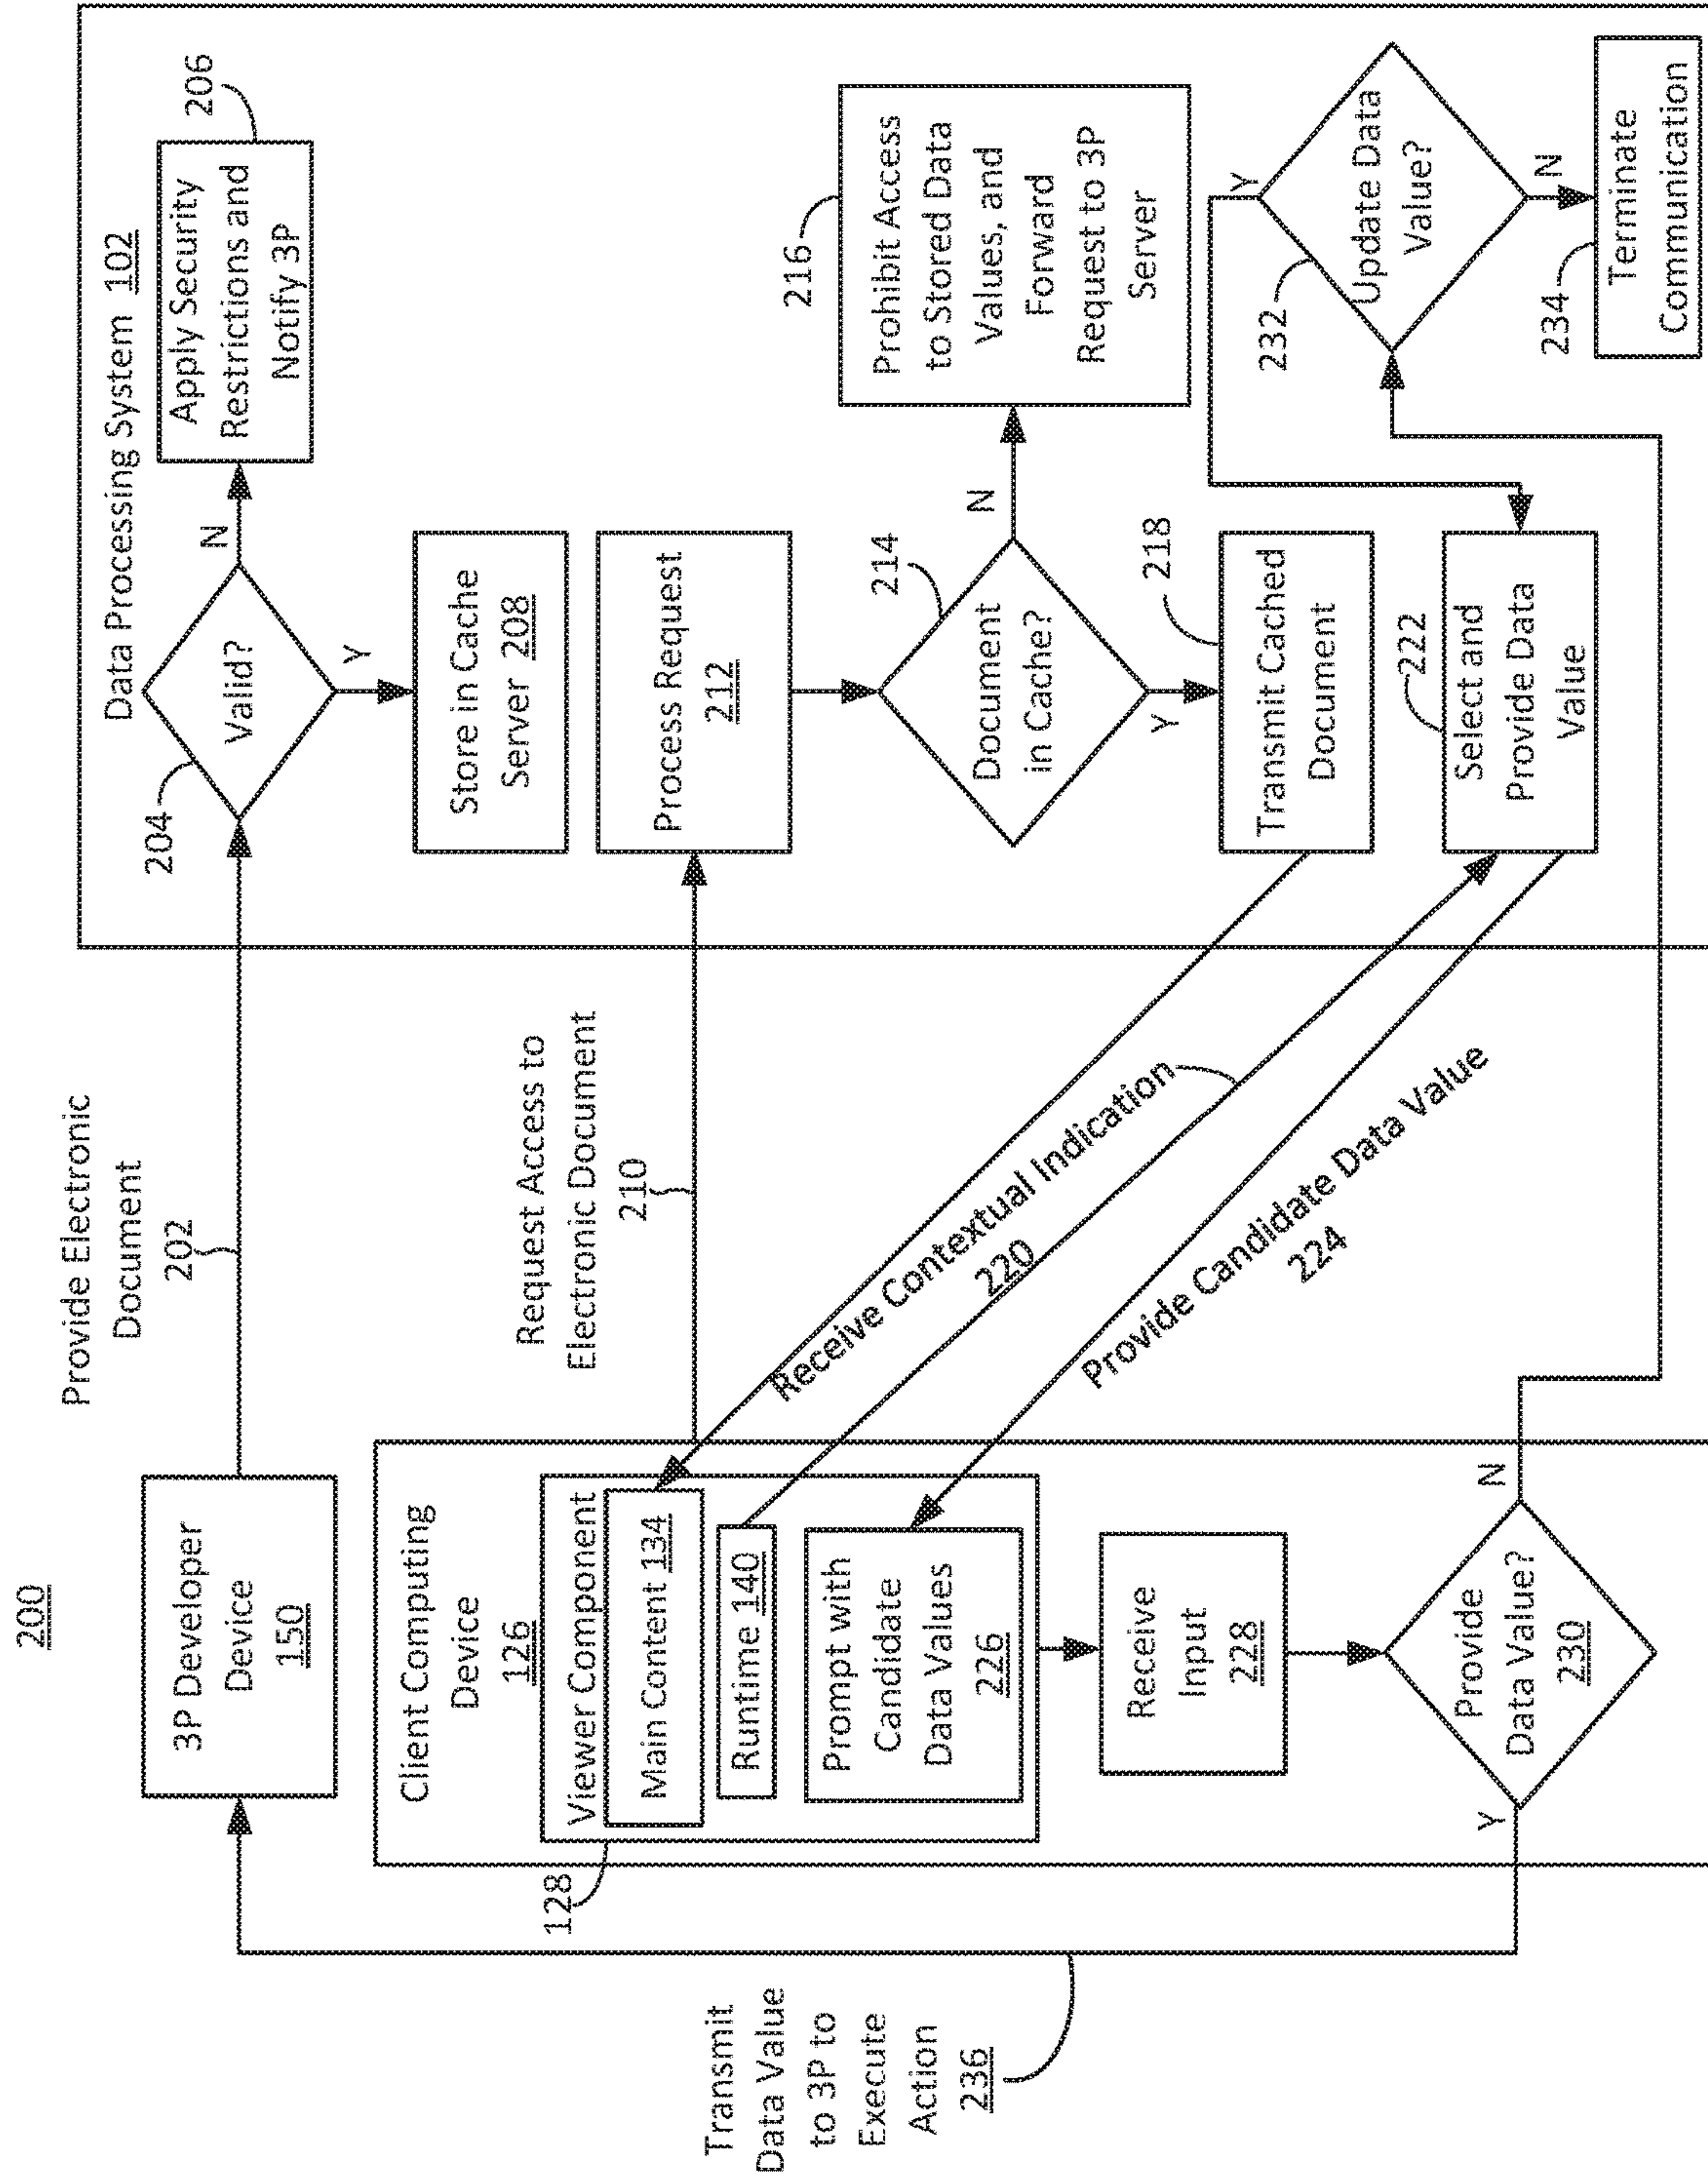 200
Provide Electronic
Document
202
3P Developer
Device
150
Data Processing System 102
204
Valid?
N
Y
206
Apply Security
Restrictions and
Notify 3P
Store in Cache
Server 208
Request Access to
Electronic Document
210
Process Request
212
214
Document
in Cache?
N
Y
216
Prohibit Access
to Stored Data
Values, and
Forward
Request to 3P
Server
218
Transmit Cached
Document
Client Computing
Device
126
128
Viewer Component
Main Content 134
Runtime 140
Prompt with
Candidate
Data Values
226
Receive Contextual Indication
220
Provide Candidate Data Value
224
222
Select and
Provide Data
Value
Receive
Input
228
Provide
Data Value?
230
Y
N
232
Update Data
Value?
Y
N
234
Terminate
Communication
Transmit
Data Value
to 3P to
Execute
Action
236